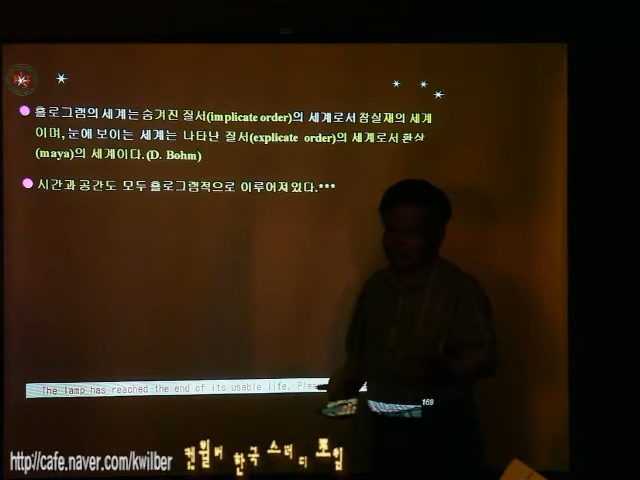 홀로그램의 세계는 숨겨진 질서(implicate order)의 세계로서 참실재의 세계
이며, 눈에 보이는 세계는 나타난 질서(explicate order)의 세계로서 환상
(maya)의 세계이다. (D. Bohm)
시간과 공간도 모두 홀로그램적으로 이루어져 있다.***
The lamp has reached the end of its usable life.
169
http://cafe.naver.com/kwilber 켄윌버 한국 스터디 모임